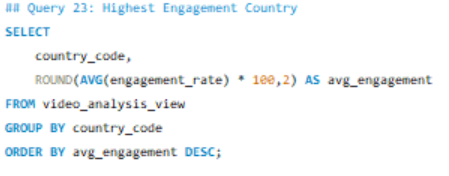 ## Query 23: Highest Engagement Country
SELECT
    country_code,
    ROUND(AVG(engagement_rate) * 100,2) AS avg_engagement
FROM video_analysis_view
GROUP BY country_code
ORDER BY avg_engagement DESC;